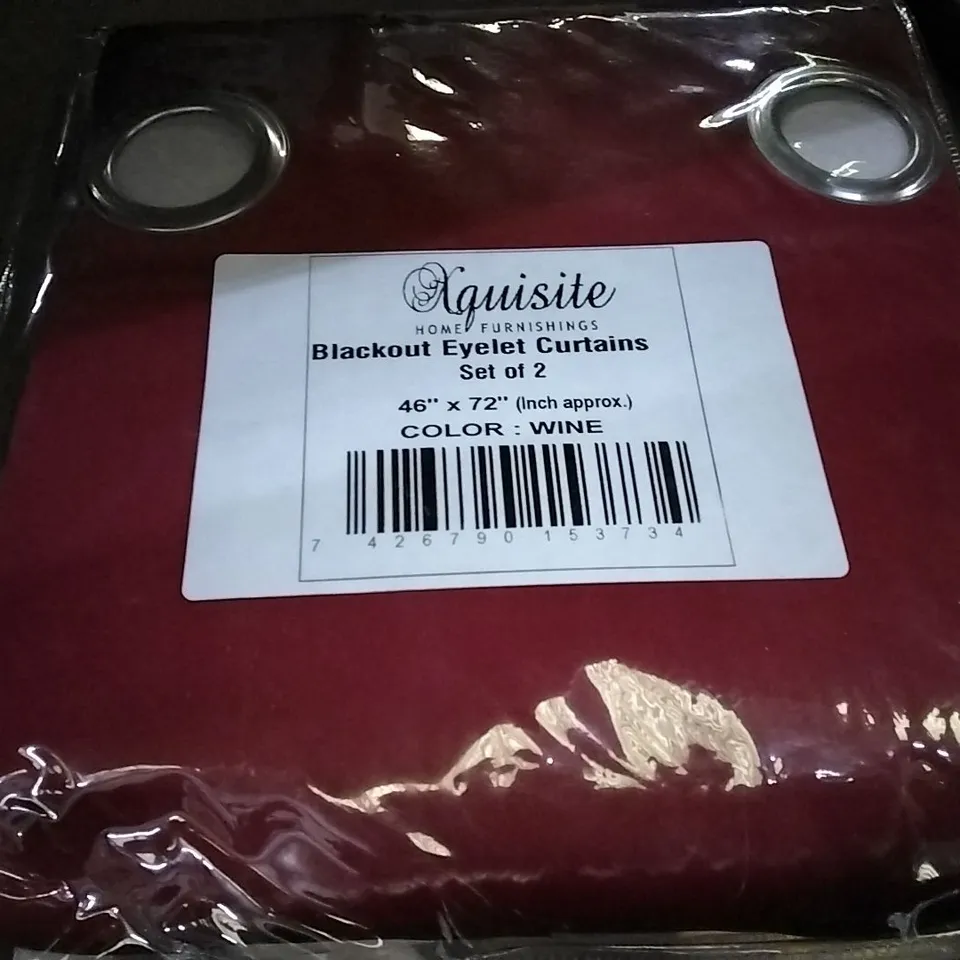 Xquisite
HOME FURNISHINGS
Blackout Eyelet Curtains
Set of 2
46" x 72" (Inch approx.)
COLOR : WINE
7 426790 153734